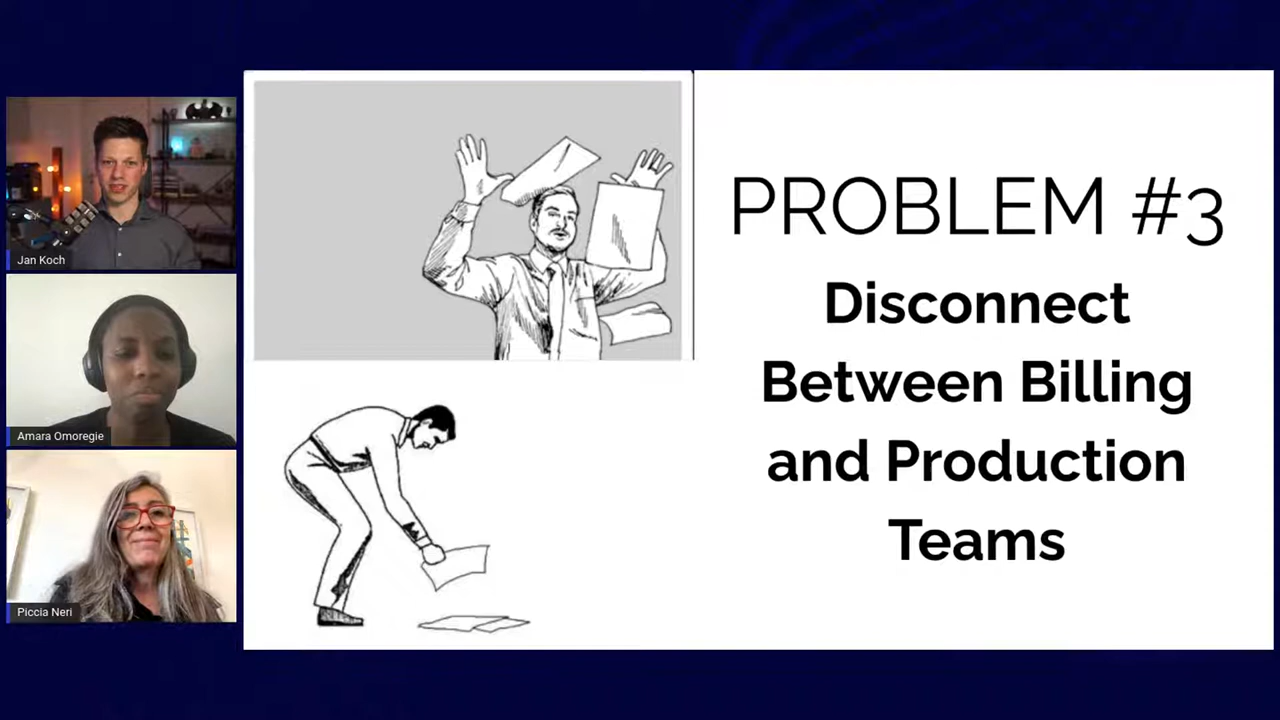 Jan Koch
Amara Omoregie
Piccia Neri
PROBLEM #3
Disconnect
Between Billing
and Production
Teams